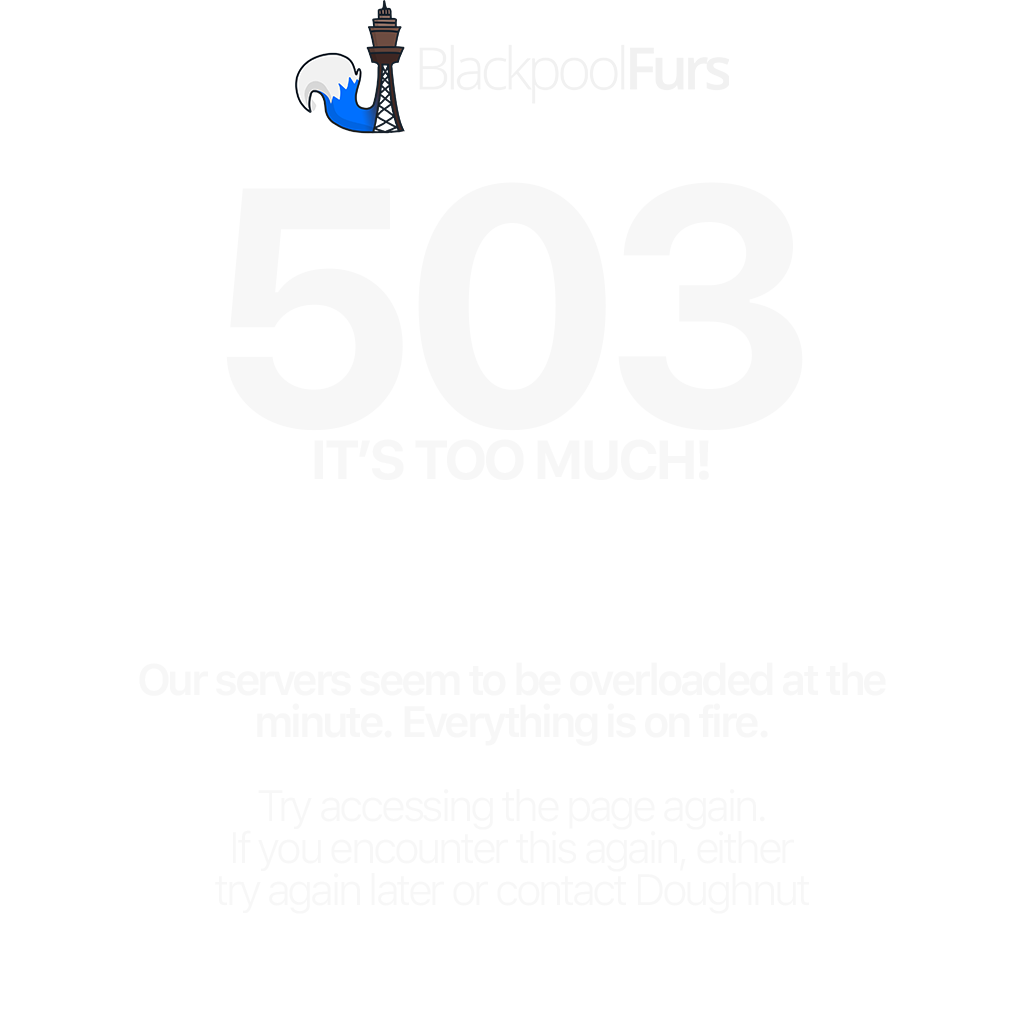 BlackpoolFurs
503
IT’S TOO MUCH!
Our servers seem to be overloaded at the
minute. Everything is on fire.
Try accessing the page again.
If you encounter this again, either
try again later or contact Doughnut